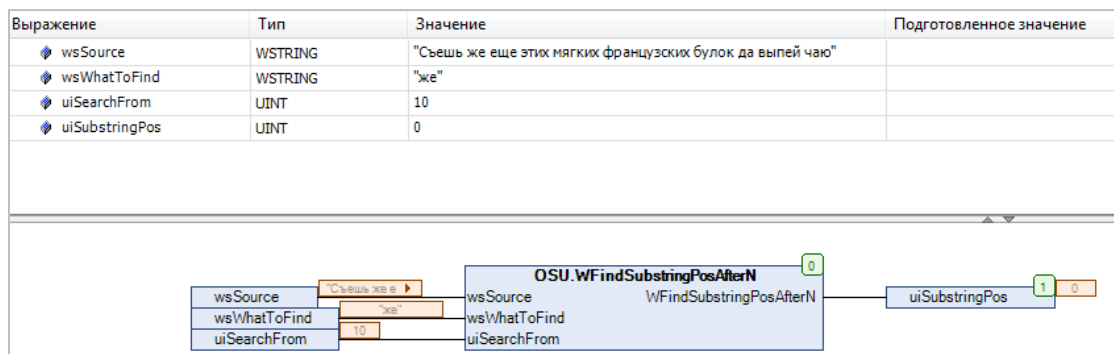 Выражение Тип Значение Подготовленное значение
wsSource WSTRING "Съешь же еще этих мягких французских булок да выпей чаю"
wsWhatToFind WSTRING "же"
uiSearchFrom UINT 10
uiSubstringPos UINT 0
OSU.WFindSubstringPosAfterN 0
wsSource "Съешь же е wsSource WFindSubstringPosAfterN uiSubstringPos 1 0
wsWhatToFind "же" wsWhatToFind
uiSearchFrom 10 uiSearchFrom